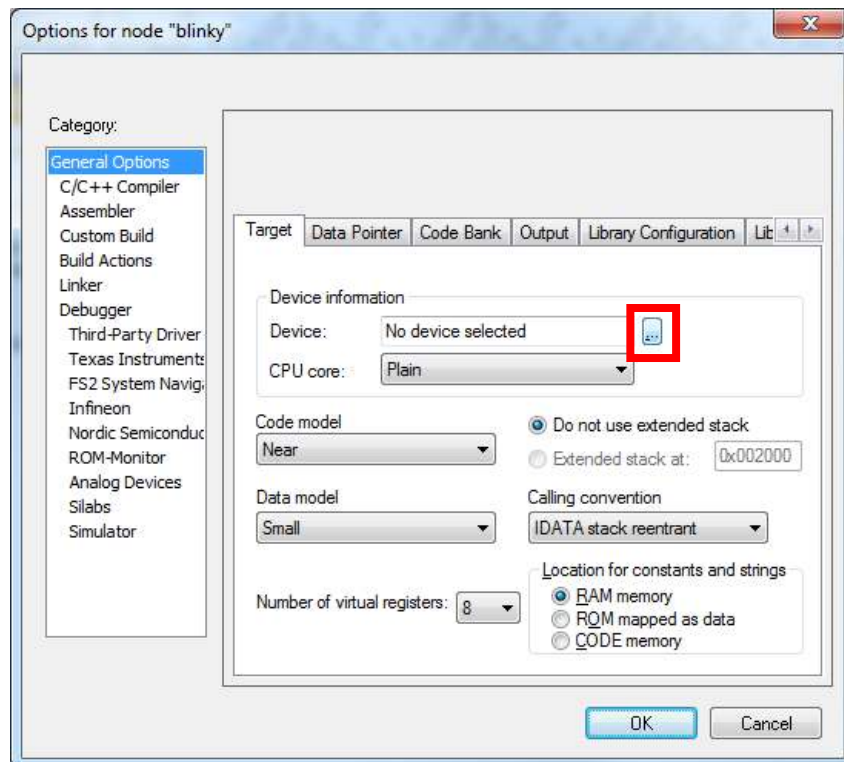 Options for node "blinky"
x
Category:
General Options
C/C++ Compiler
Assembler
Custom Build
Build Actions
Linker
Debugger
Third-Party Driver
Texas Instruments
FS2 System Naviga
Infineon
Nordic Semiconduc
ROM-Monitor
Analog Devices
Silabs
Simulator
Target Data Pointer Code Bank Output Library Configuration Lib
Device information
Device: No device selected ...
CPU core: Plain
Code model
Near
Do not use extended stack
Extended stack at: 0x002000
Data model
Small
Calling convention
IDATA stack reentrant
Number of virtual registers: 8
Location for constants and strings
RAM memory
ROM mapped as data
CODE memory
OK Cancel